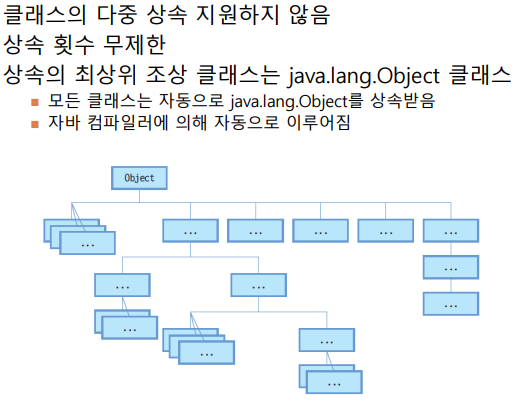 클래스의 다중 상속 지원하지 않음
상속 횟수 무제한
상속의 최상위 조상 클래스는 java.lang.Object 클래스
■ 모든 클래스는 자동으로 java.lang.Object를 상속받음
■ 자바 컴파일러에 의해 자동으로 이루어짐
Object
... ... ... ... ... ...
...
... ...
...
...
...
...
...